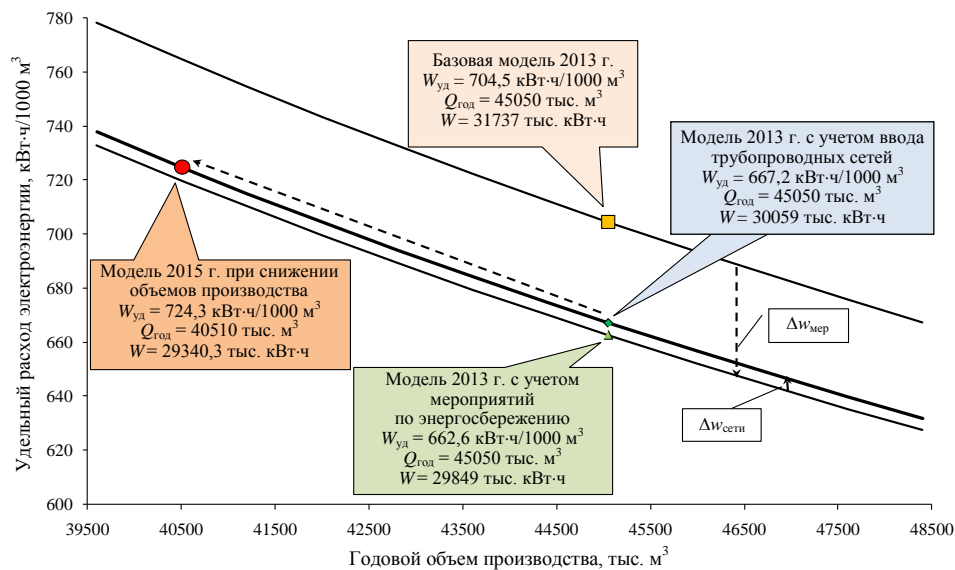 780
760
740
720
700
680
660
640
620
600
Удельный расход электроэнергии, кВт·ч/1000 м³
Базовая модель 2013 г.
Wуд = 704,5 кВт·ч/1000 м³
Qгод = 45050 тыс. м³
W = 31737 тыс. кВт·ч
Модель 2013 г. с учетом ввода
трубопроводных сетей
Wуд = 667,2 кВт·ч/1000 м³
Qгод = 45050 тыс. м³
W = 30059 тыс. кВт·ч
Модель 2015 г. при снижении
объемов производства
Wуд = 724,3 кВт·ч/1000 м³
Qгод = 40510 тыс. м³
W = 29340,3 тыс. кВт·ч
Δwмер
Модель 2013 г. с учетом
мероприятий
по энергосбережению
Wуд = 662,6 кВт·ч/1000 м³
Qгод = 45050 тыс. м³
W = 29849 тыс. кВт·ч
Δwсети
39500 40500 41500 42500 43500 44500 45500 46500 47500 48500
Годовой объем производства, тыс. м³